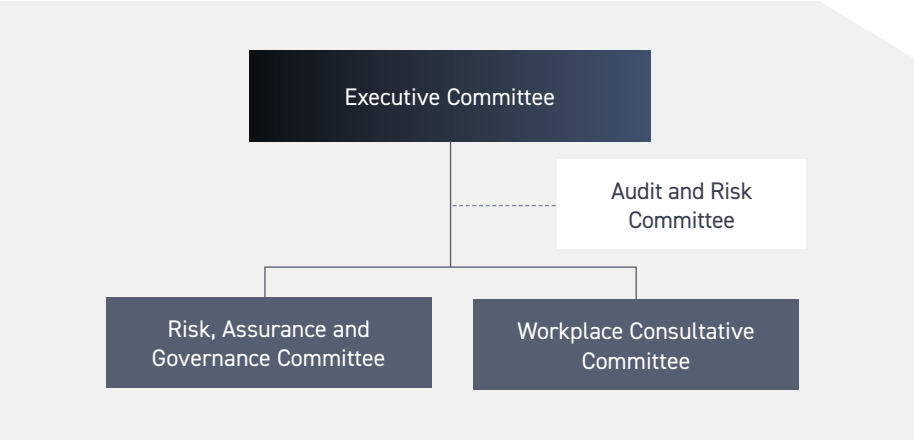 Executive Committee
Audit and Risk
Committee
Risk, Assurance and
Governance Committee
Workplace Consultative
Committee